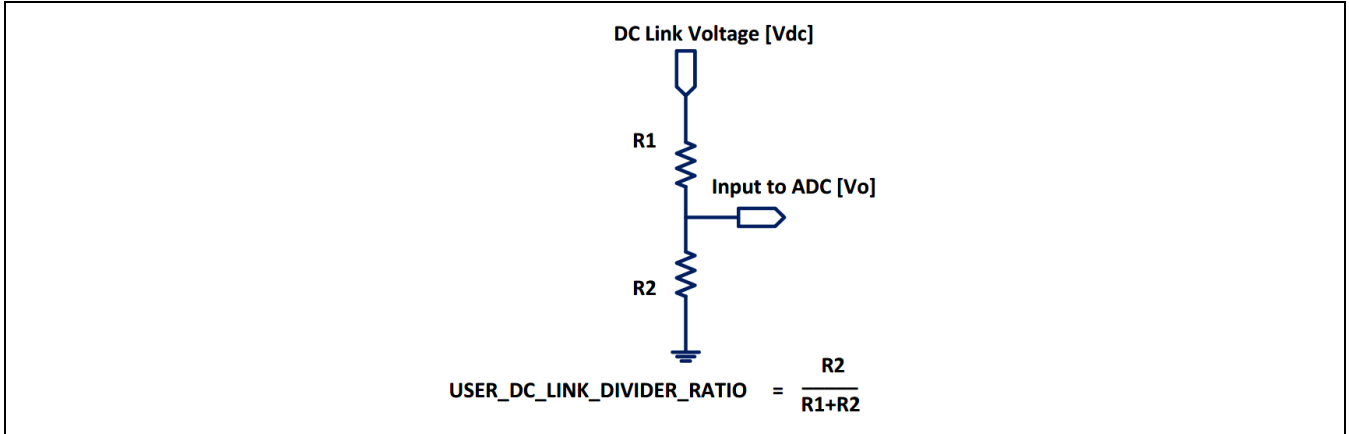 DC Link Voltage [Vdc]
R1
Input to ADC [Vo]
R2
R2
USER_DC_LINK_DIVIDER_RATIO =
R1+R2